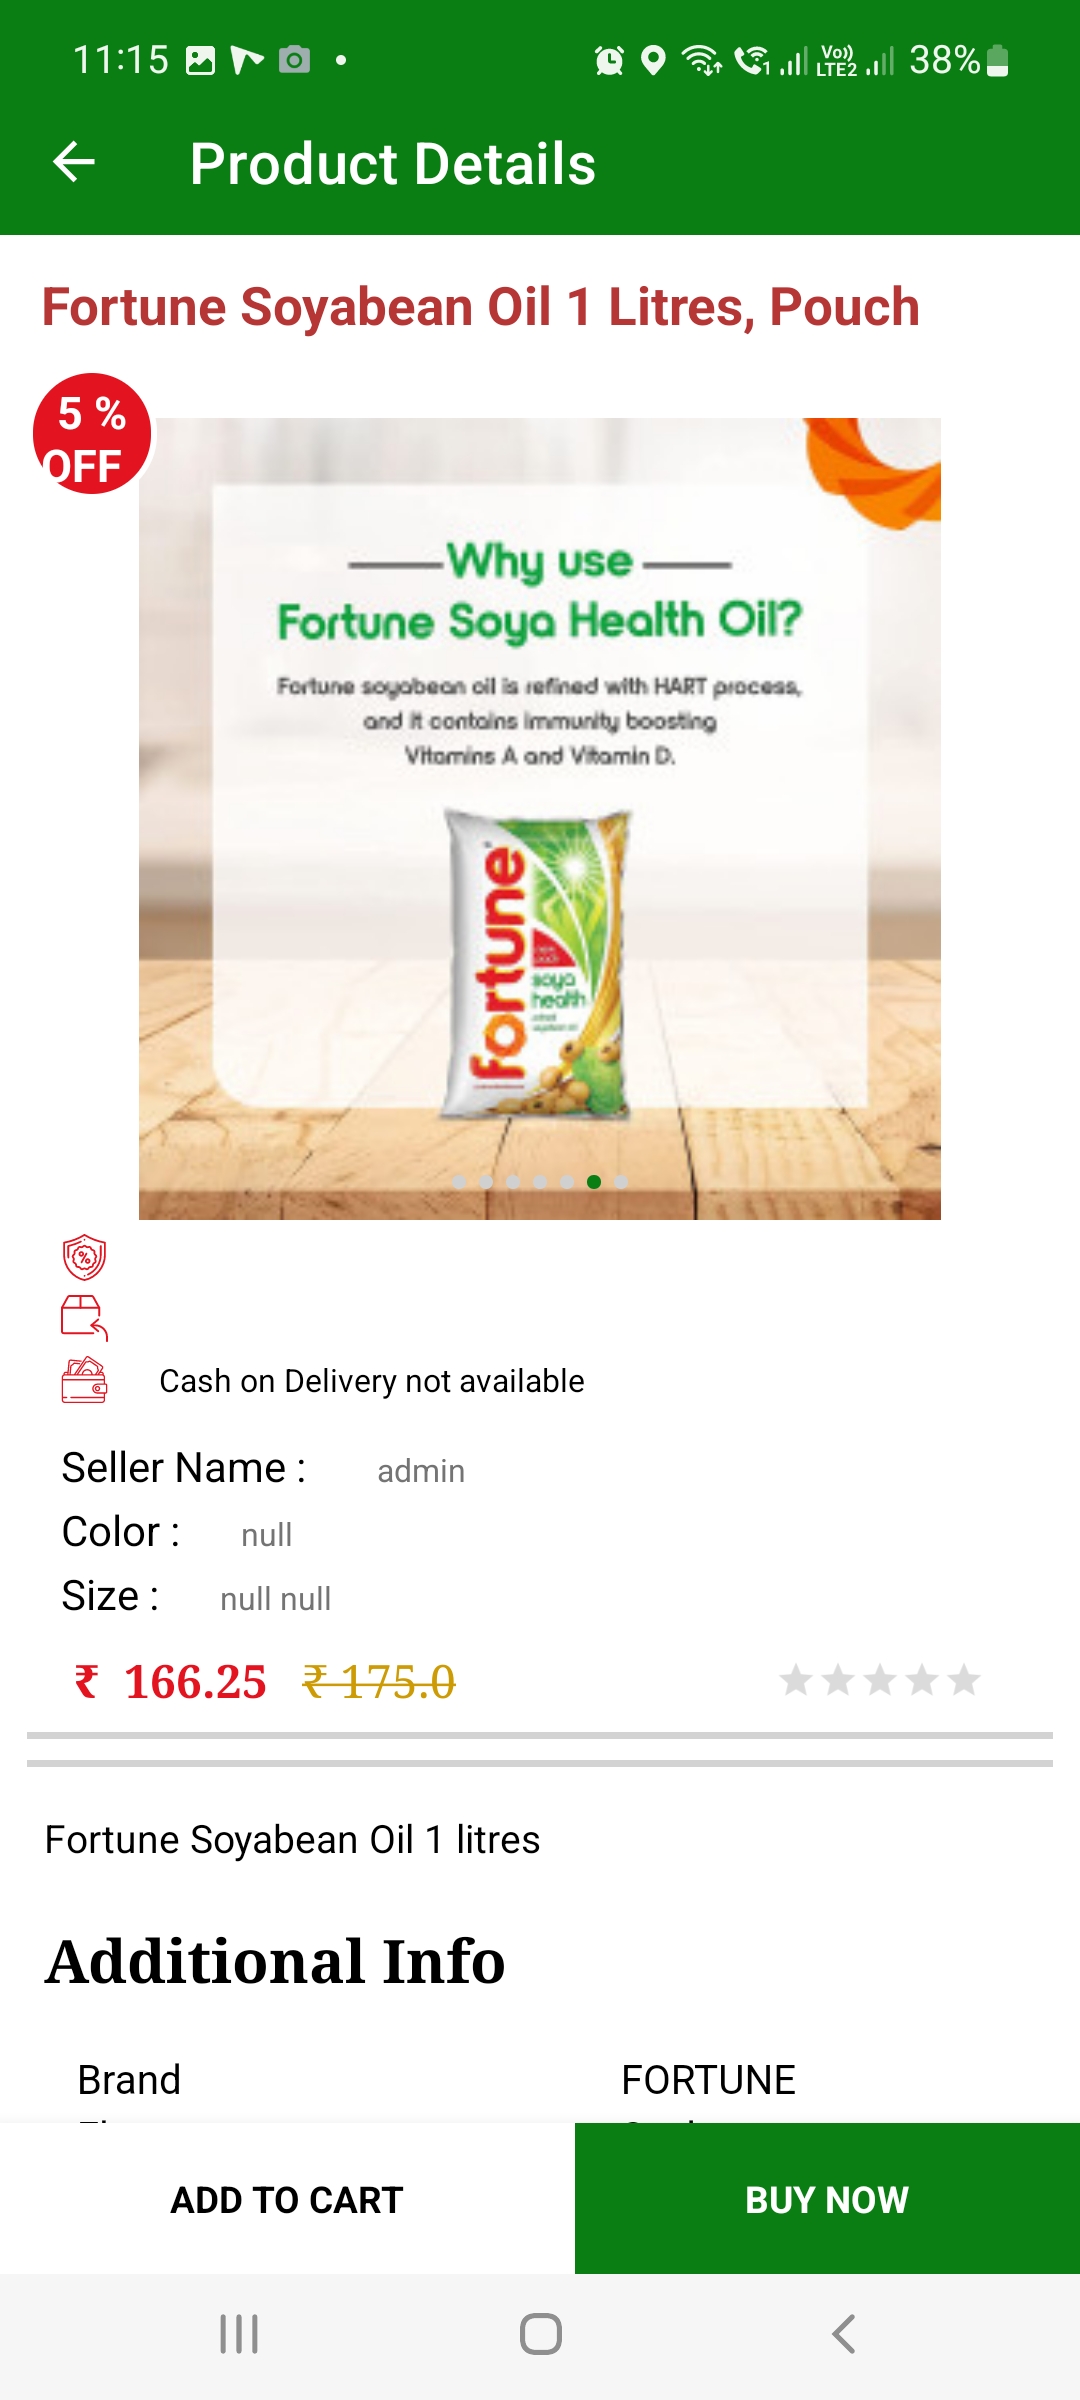 11:15
Vo))
LTE2
1
38%
Product Details
Fortune Soyabean Oil 1 Litres, Pouch
5 %
OFF
Why use
Fortune Soya Health Oil?
Fortune soyabean oil is refined with HART process,
and it contains immunity boosting
Vitamins A and Vitamin D.
fortune
soya
health
Cash on Delivery not available
Seller Name : admin
Color : null
Size : null null
₹ 166.25 ₹ 175.0
Fortune Soyabean Oil 1 litres
Additional Info
Brand FORTUNE
ADD TO CART BUY NOW